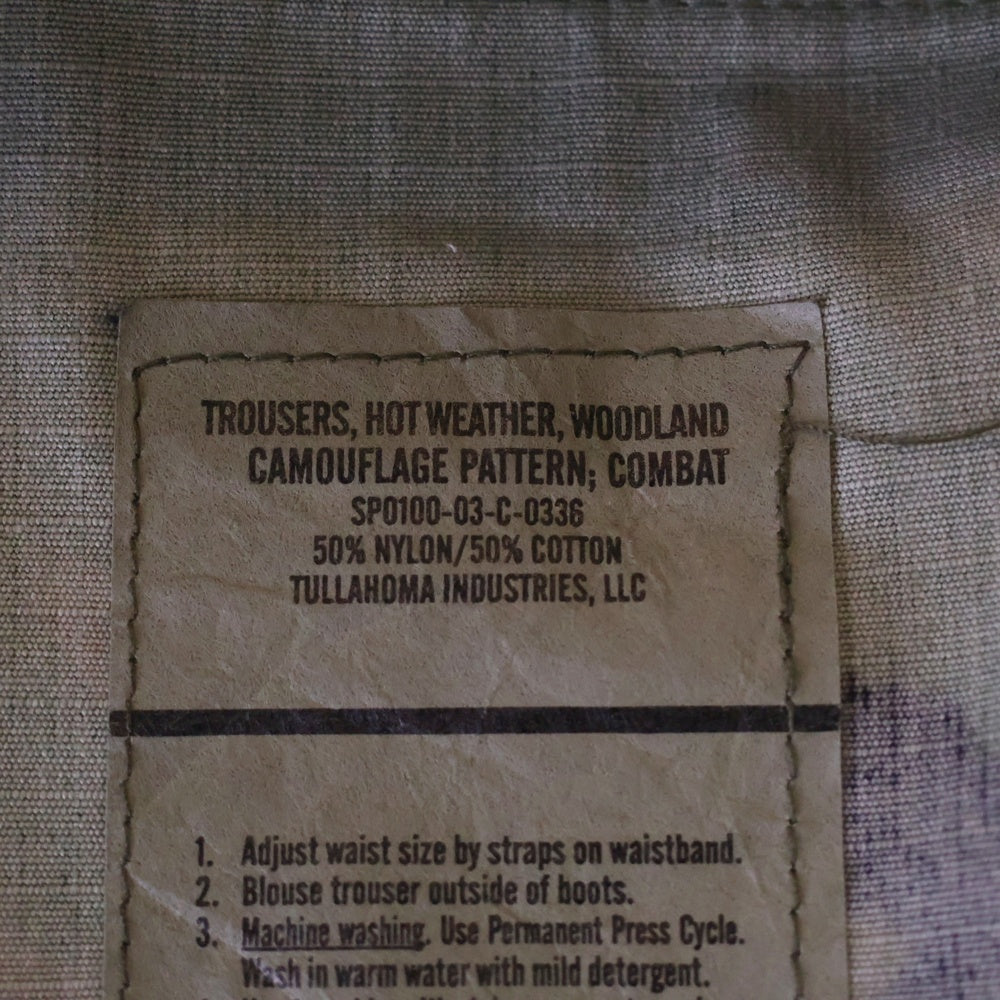 TROUSERS, HOT WEATHER, WOODLAND
CAMOUFLAGE PATTERN; COMBAT
SP0100-03-C-0336
50% NYLON/50% COTTON
TULLAHOMA INDUSTRIES, LLC
1. Adjust waist size by straps on waistband.
2. Blouse trouser outside of boots.
3. Machine washing. Use Permanent Press Cycle.
Wash in warm water with mild detergent.